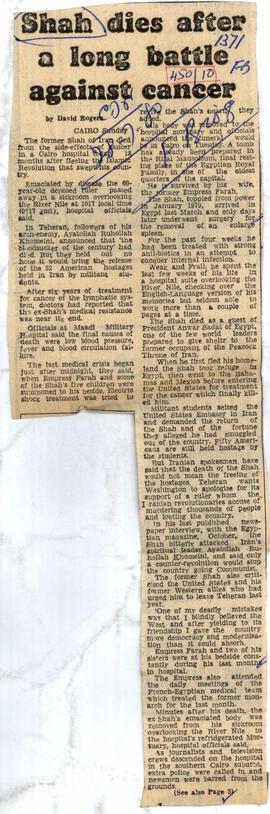 Shah dies after
a long battle
against cancer
1371
450 10
by David Rogers
CAIRO Sunday
The former Shah of Iran died
from the side-effects of cancer
in a Cairo hospital today 18
months after fleeing the Islamic
Revolution that swept his coun-
try.
Emaciated by disease the 60-
year-old deposed ruler passed
away in a sickroom overlooking
the River Nile at 1017 local time
(0717 gmt), hospital officials
said.
In Teheran, followers of his
arch-enemy, Ayatollah Ruhollah
Khomeini, announced that the
bloodsucker of the century had
died. But they held out no
hope it would bring the release
of the 52 American hostages
held in Iran by militant stu-
dents.
After six years of treatment
for cancer of the lymphatic sys-
tem, doctors had reported that
the ex-Shah's medical resistance
was near its end.
Officials at Maadi Military
Hospital said the final causes of
death were low blood pressure,
fever and blood circulation fai-
lure.
The last medical crisis began
just after midnight, they said,
when Empress Farah and some
of the Shah's five children were
summoned to his beside. Electric
shock treatment was tried to
the Shah's heart, they
his body was taken to the
hospital mortuary and officials
announced the funeral would
be in Cairo on Tuesday. A tomb
has already been prepared in
the Rifai mausoleum, final rest-
place of the Egyptian Royal
Family, in one of the oldest
quarters of the capital.
He is survived by his wife,
the former Empress Farah.
The Shah, toppled from power
in January 1979, arrived in
Egypt last March and only days
later underwent surgery for
the removal of an enlarged
spleen.
For the past four weeks he
had been treated with strong
anti-biotics in an attempt to
conquer internal infection.
Weak and frail, he spent the
last few weeks of his life in
a hospital suite overlooking the
River Nile, checking over the
English-language version of his
memories but seldom able to
work more than a couple of
pages at a time.
The Shah died as a guest of
President Anwar Sadat of Egypt,
one of the few world leaders
prepared to give shelter to the
former occupant of the Peacock
Throne of Iran.
When he first fled his home-
land the Shah took refuge in
Egypt, then went to the Baha-
mas and Mexico before entering
the United States for treatment
for the cancer which finally kill-
ed him.
Militant students seized the
United States Embassy in Iran
and demanded the return of
the Shah and of the fortune
they alleged he had smuggled
out of the country. Fifty Ameri-
cans are still held hostage by
the students.
But Iranian spokesmen have
said that the death of the Shah
would not mean the freeing of
the hostages. Teheran wants
Washington to apologise for its
support of a ruler whom the
Iranian revolutionaries accuse of
murdering thousands of people
and looting the country.
In his last published news-
paper interview, with the Egyp-
tian magazine, October, the
Shah bitterly attacked Iran's
spiritual leader Ayatollah Ru-
hollah Khomeini, and said only
a counter-revolution would stop
the country going Communist.
The former Shah also criti-
cised the United States and his
former Western allies who had
urged him to leave Teheran last
year.
'One of my deadly mistakes
was that I blindly believed the
West and after yielding to its
friendship I gave the country
more democracy and modernisa-
tion than it could absorb.
Empress Farah and two of his
sisters were at his bedside cons-
tantly during his last month
in hospital.
The Empress also attended
the daily meetings of the
French-Egyptian medical team
which treated the former mon-
arch for the last month.
Minutes after his death, the
ex Shah's emaciated body was
removed from his sickroom
overlooking the River Nile to
the hospital's refridgerated Mor-
tuary, hospital officials said.
As journalists and television
crews descended on the hospital
in the southern Cairo suburbs,
extra police were called in and
newsmen were barred from the
grounds.
(See also Page 5)